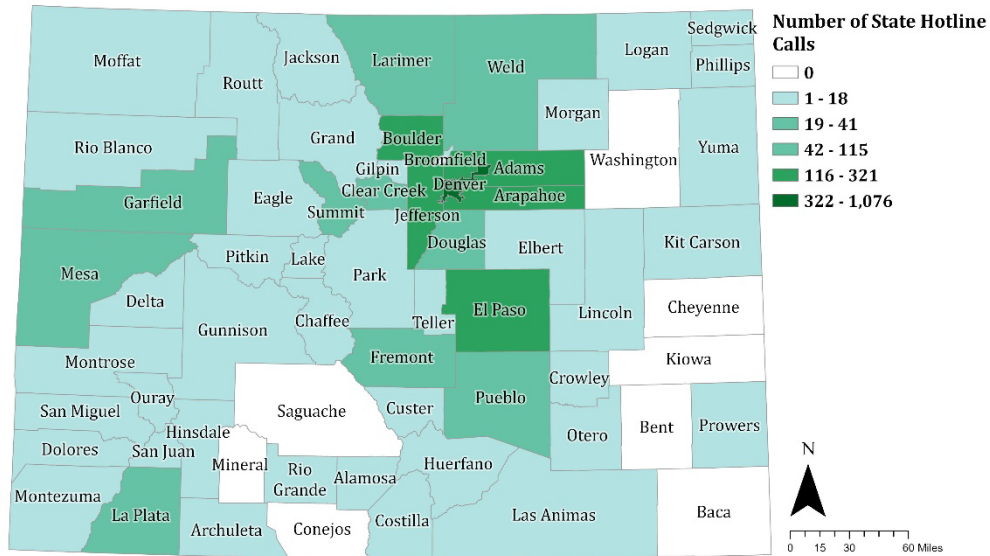 Number of State Hotline
Calls
0
1 - 18
19 - 41
42 - 115
116 - 321
322 - 1,076
Moffat
Routt
Jackson
Larimer
Weld
Logan
Sedgwick
Phillips
Morgan
Rio Blanco
Grand
Boulder
Washington
Yuma
Gilpin
Broomfield
Adams
Denver
Garfield
Eagle
Summit
Clear Creek
Arapahoe
Jefferson
Douglas
Elbert
Kit Carson
Mesa
Pitkin
Lake
Park
Delta
Gunnison
Chaffee
Teller
El Paso
Lincoln
Cheyenne
Montrose
Fremont
Kiowa
Crowley
Ouray
San Miguel
Saguache
Custer
Pueblo
Otero
Bent
Prowers
Hinsdale
Dolores
San Juan
Mineral
Rio
Grande
Alamosa
Huerfano
Montezuma
La Plata
Archuleta
Conejos
Costilla
Las Animas
Baca
N
0 15 30 60 Miles